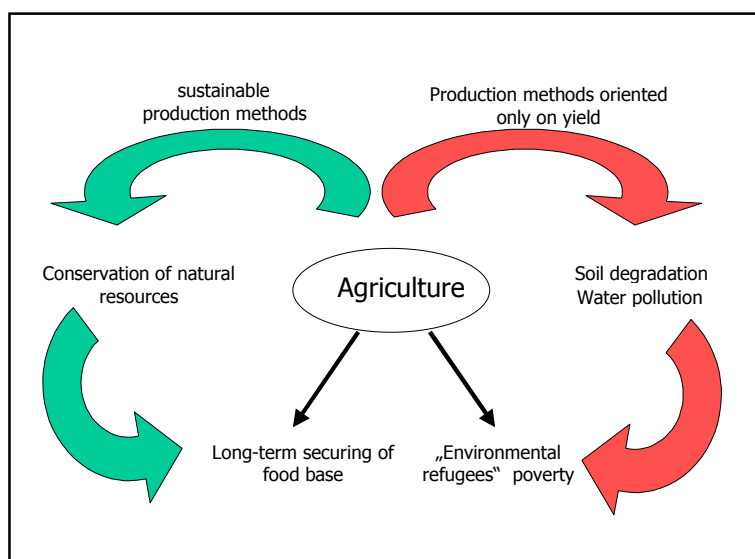 sustainable
production methods
Production methods oriented
only on yield
Conservation of natural
resources
Agriculture
Soil degradation
Water pollution
Long-term securing of
food base
„Environmental
refugees“ poverty